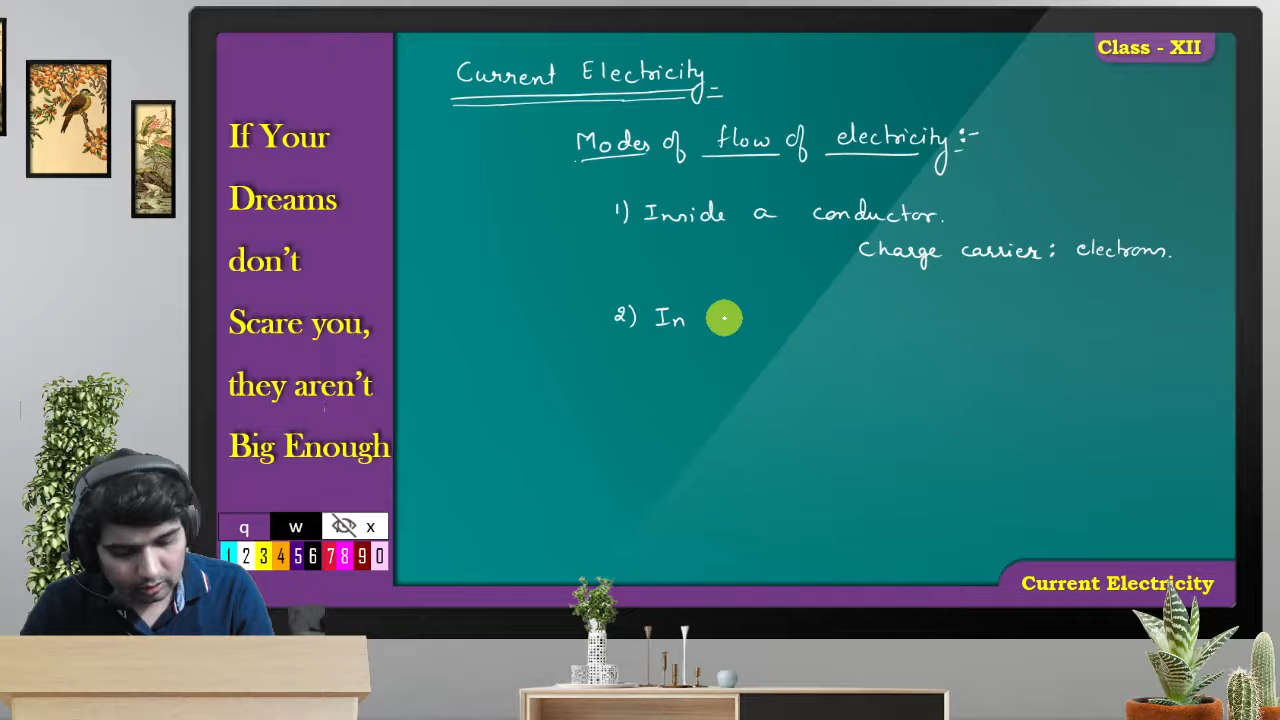 Class - XII
Current Electricity
Modes of flow of electricity :-
1) Inside a conductor.
Charge carrier : electrons.
2) In
If Your
Dreams
don't
Scare you,
they aren't
Big Enough
q w x
1 2 3 4 5 6 7 8 9 0
Current Electricity